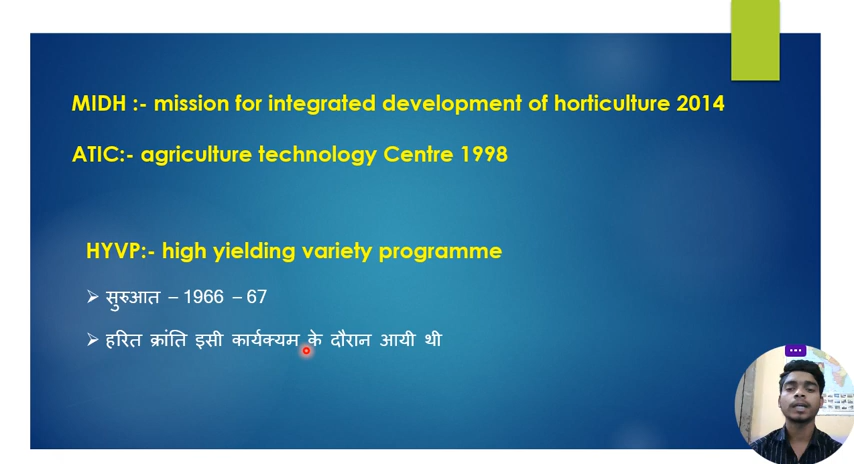 MIDH :- mission for integrated development of horticulture 2014
ATIC:- agriculture technology Centre 1998
HYVP:- high yielding variety programme
➢ सुरुआत – 1966 – 67
➢ हरित क्रांति इसी कार्यक्यम के दौरान आयी थी